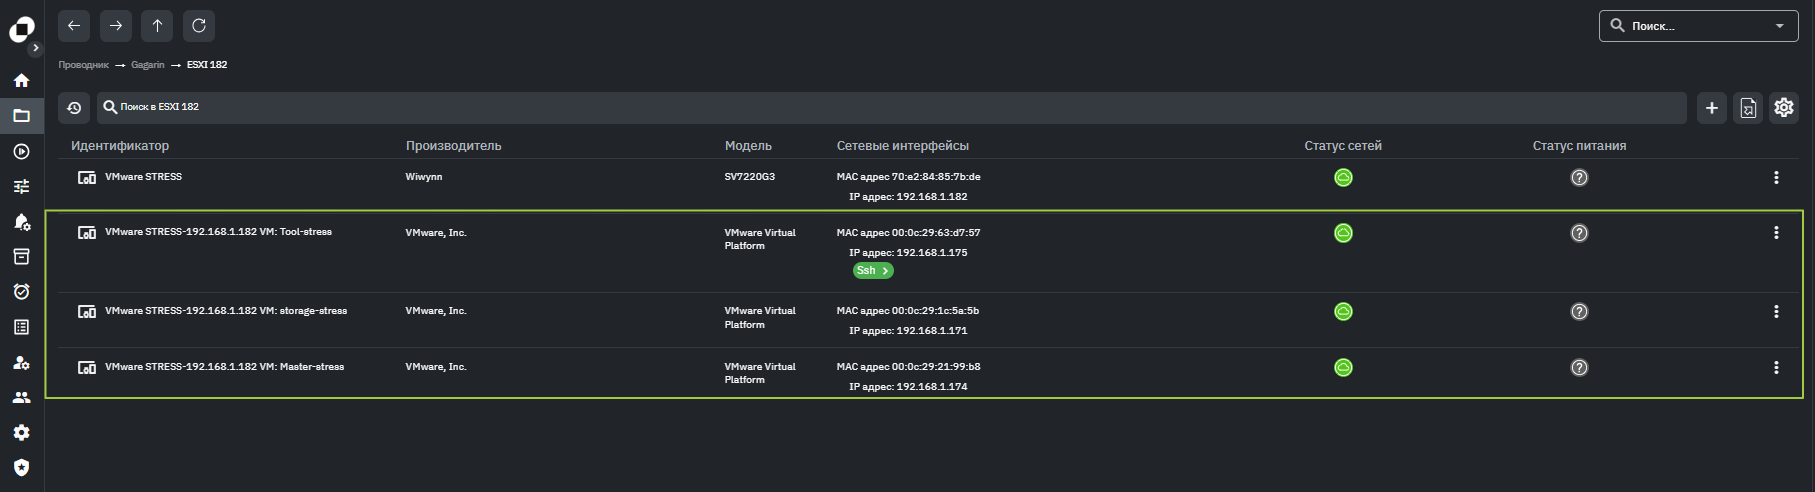 Поиск...
Проводник → Gagarin → ESXI 182
Поиск в ESXI 182
Идентификатор Производитель Модель Сетевые интерфейсы Статус сетей Статус питания
VMware STRESS Wiwynn SV7220G3 MAC адрес 70:e2:84:85:7b:de
IP адрес: 192.168.1.182
VMware STRESS-192.168.1.182 VM: Tool-stress VMware, Inc. VMware Virtual MAC адрес 00:0c:29:63:d7:57
Platform IP адрес: 192.168.1.175
Ssh
VMware STRESS-192.168.1.182 VM: storage-stress VMware, Inc. VMware Virtual MAC адрес 00:0c:29:1c:5a:5b
Platform IP адрес: 192.168.1.171
VMware STRESS-192.168.1.182 VM: Master-stress VMware, Inc. VMware Virtual MAC адрес 00:0c:29:21:99:b8
Platform IP адрес: 192.168.1.174